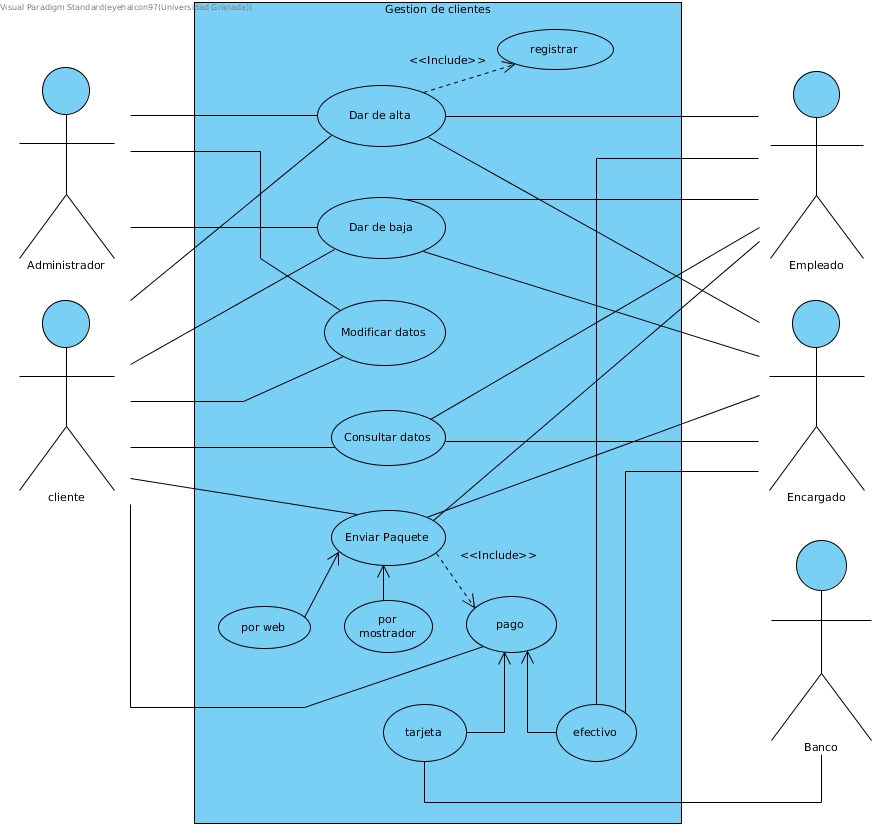 Visual Paradigm Standard(eyehalcon97(Universidad Granada))
Gestion de clientes
registrar
<<Include>>
Dar de alta
Dar de baja
Administrador
Empleado
Modificar datos
Consultar datos
cliente
Encargado
Enviar Paquete
<<Include>>
por web
por
mostrador
pago
tarjeta
efectivo
Banco